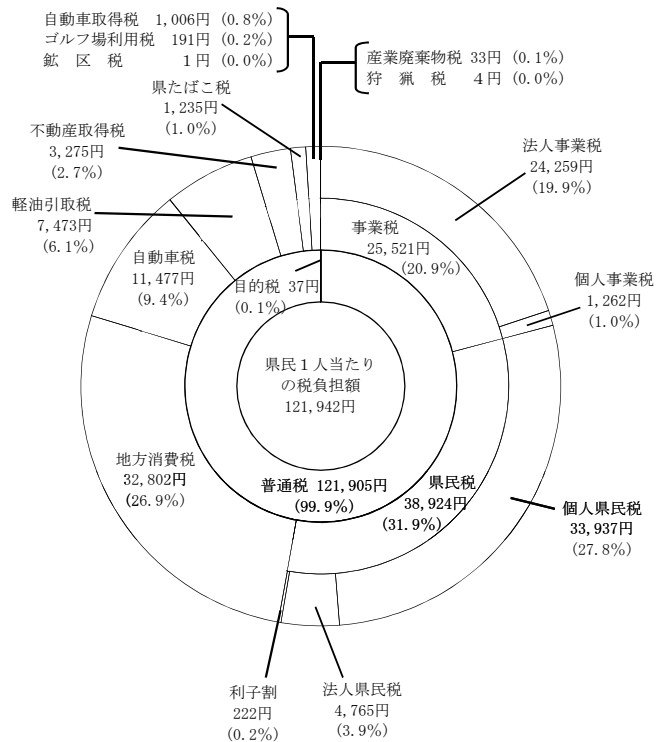 自動車取得税 1,006円 (0.8%)
ゴルフ場利用税 191円 (0.2%)
鉱 区 税 1円 (0.0%)
産業廃棄物税 33円 (0.1%)
狩 猟 税 4円 (0.0%)
県たばこ税
1,235円
(1.0%)
不動産取得税
3,275円
(2.7%)
軽油引取税
7,473円
(6.1%)
自動車税
11,477円
(9.4%)
法人事業税
24,259円
(19.9%)
事業税
25,521円
(20.9%)
個人事業税
1,262円
(1.0%)
目的税 37円
(0.1%)
県民1人当たり
の税負担額
121,942円
地方消費税
32,802円
(26.9%)
普通税 121,905円
(99.9%)
県民税
38,924円
(31.9%)
個人県民税
33,937円
(27.8%)
利子割
222円
(0.2%)
法人県民税
4,765円
(3.9%)